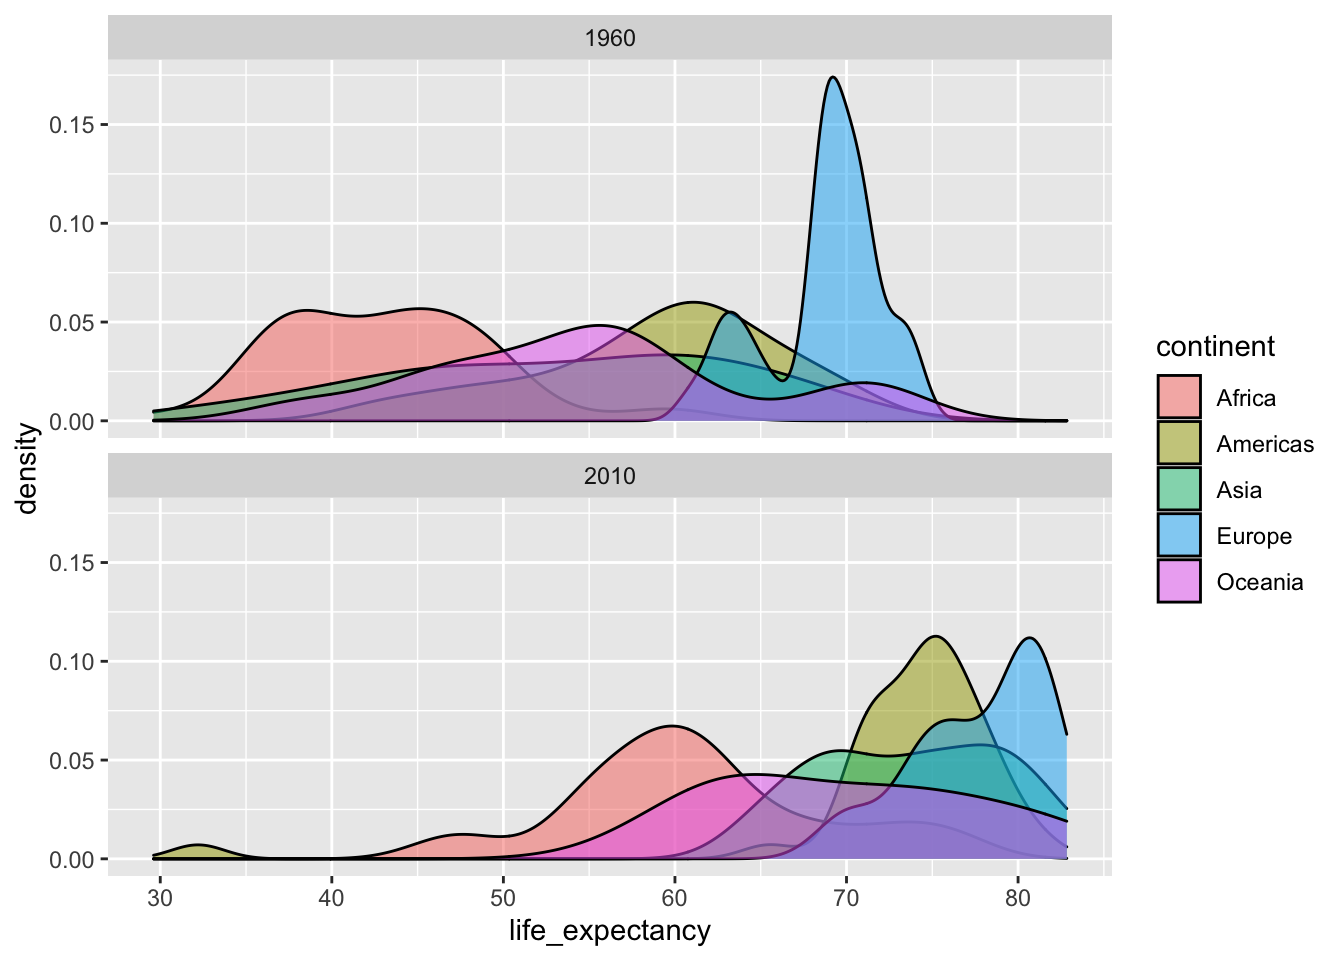 1960
0.15
0.10
0.05
0.00
2010
0.15
0.10
0.05
0.00
30 40 50 60 70 80
life_expectancy
density
continent
Africa
Americas
Asia
Europe
Oceania